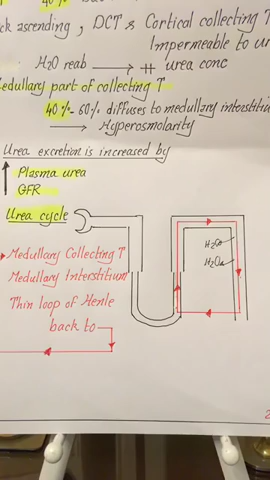 40%
ck ascending, DCT & Cortical collecting T
Impermeable to ur
H2O reab → ++ urea conc
Medullary part of collecting T
40%-60% diffuses to medullary interstitiu
→ Hyperosmolarity
Urea excretion is increased by
↑ Plasma urea
GFR
Urea cycle
Medullary Collecting T
Medullary Interstitium
Thin loop of Henle
back to
H2O
H2O
2